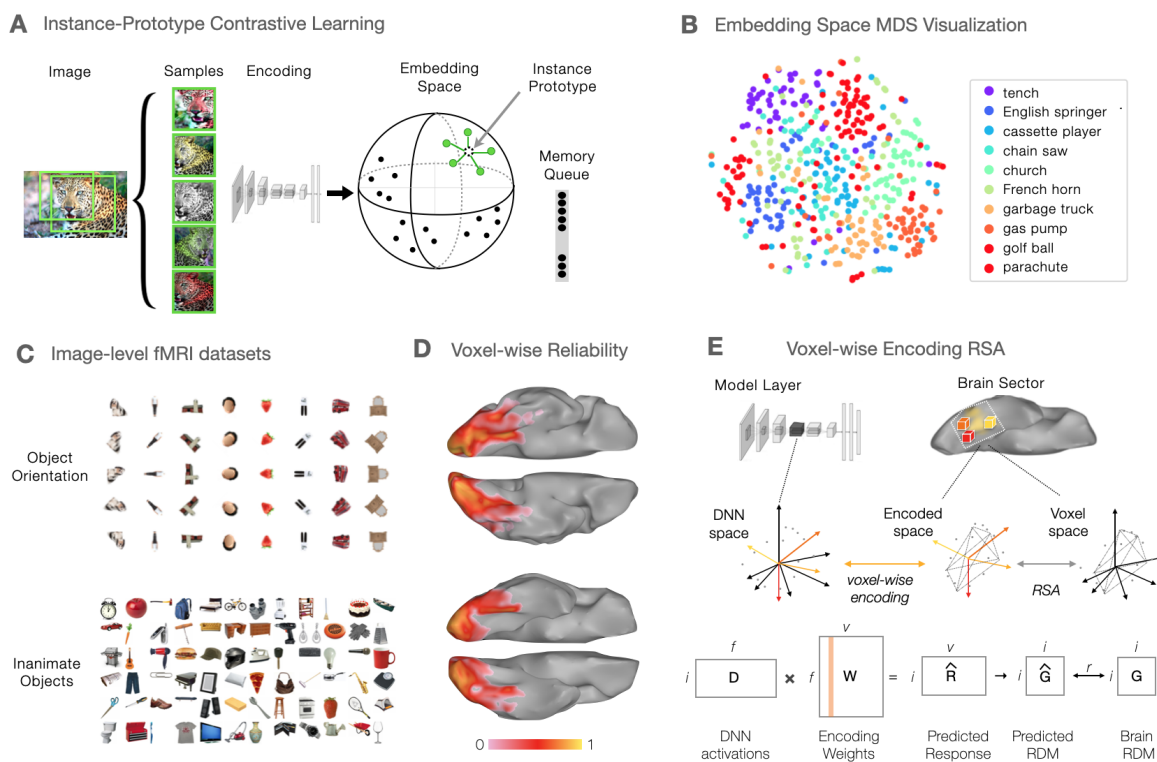 A Instance-Prototype Contrastive Learning
Image
Samples
Encoding
Embedding
Space
Instance
Prototype
Memory
Queue
B Embedding Space MDS Visualization
tench
English springer
cassette player
chain saw
church
French horn
garbage truck
gas pump
golf ball
parachute
C Image-level fMRI datasets
Object
Orientation
Inanimate
Objects
D Voxel-wise Reliability
0 1
E Voxel-wise Encoding RSA
Model Layer
Brain Sector
DNN
space
Encoded
space
Voxel
space
voxel-wise
encoding
RSA
f v v i i
i D × f W = i R̂ → i Ĝ r i G
DNN
activations
Encoding
Weights
Predicted
Response
Predicted
RDM
Brain
RDM